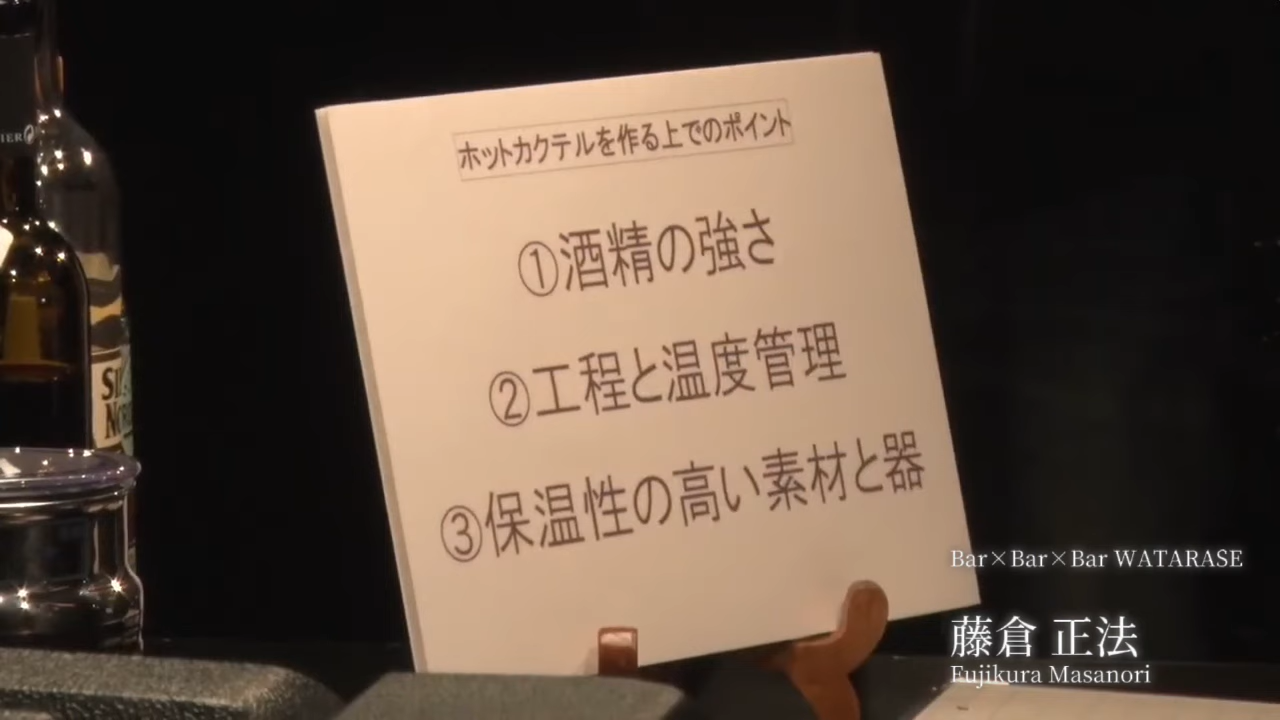 ホットカクテルを作る上でのポイント
①酒精の強さ
②工程と温度管理
③保温性の高い素材と器
Bar×Bar×Bar WATARASE
藤倉 正法
Fujikura Masanori